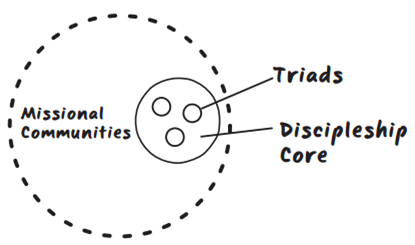 Missional
Communities
Triads
Discipleship
Core